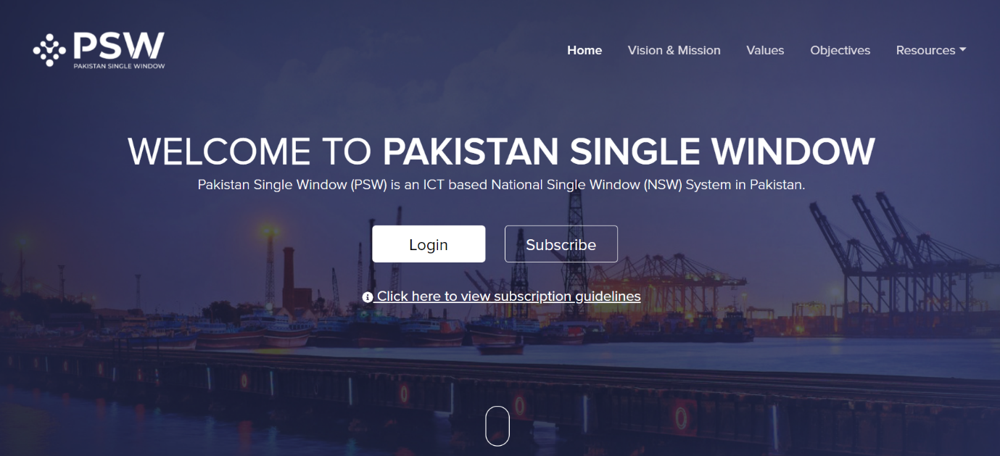 PSW
PAKISTAN SINGLE WINDOW
Home Vision & Mission Values Objectives Resources
WELCOME TO PAKISTAN SINGLE WINDOW
Pakistan Single Window (PSW) is an ICT based National Single Window (NSW) System in Pakistan.
Login Subscribe
Click here to view subscription guidelines